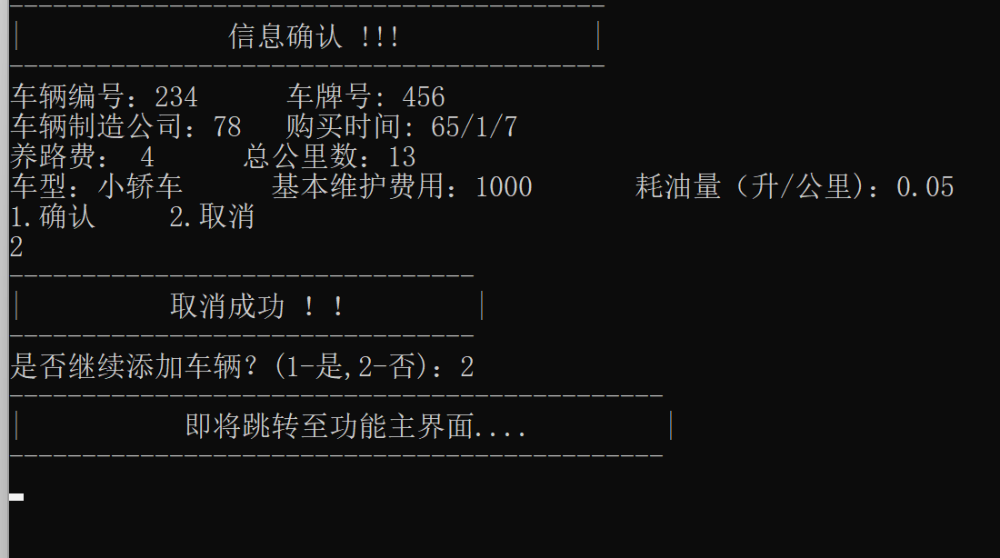 -----------------------------------------
|              信息确认 !!!             |
-----------------------------------------
车辆编号：234      车牌号: 456
车辆制造公司：78   购买时间: 65/1/7
养路费： 4      总公里数：13
车型：小轿车      基本维护费用：1000       耗油量（升/公里)：0.05
1.确认     2.取消
2
--------------------------------
|          取消成功 ！！         |
--------------------------------
是否继续添加车辆？(1-是,2-否)：2
---------------------------------------------
|           即将跳转至功能主界面....          |
---------------------------------------------